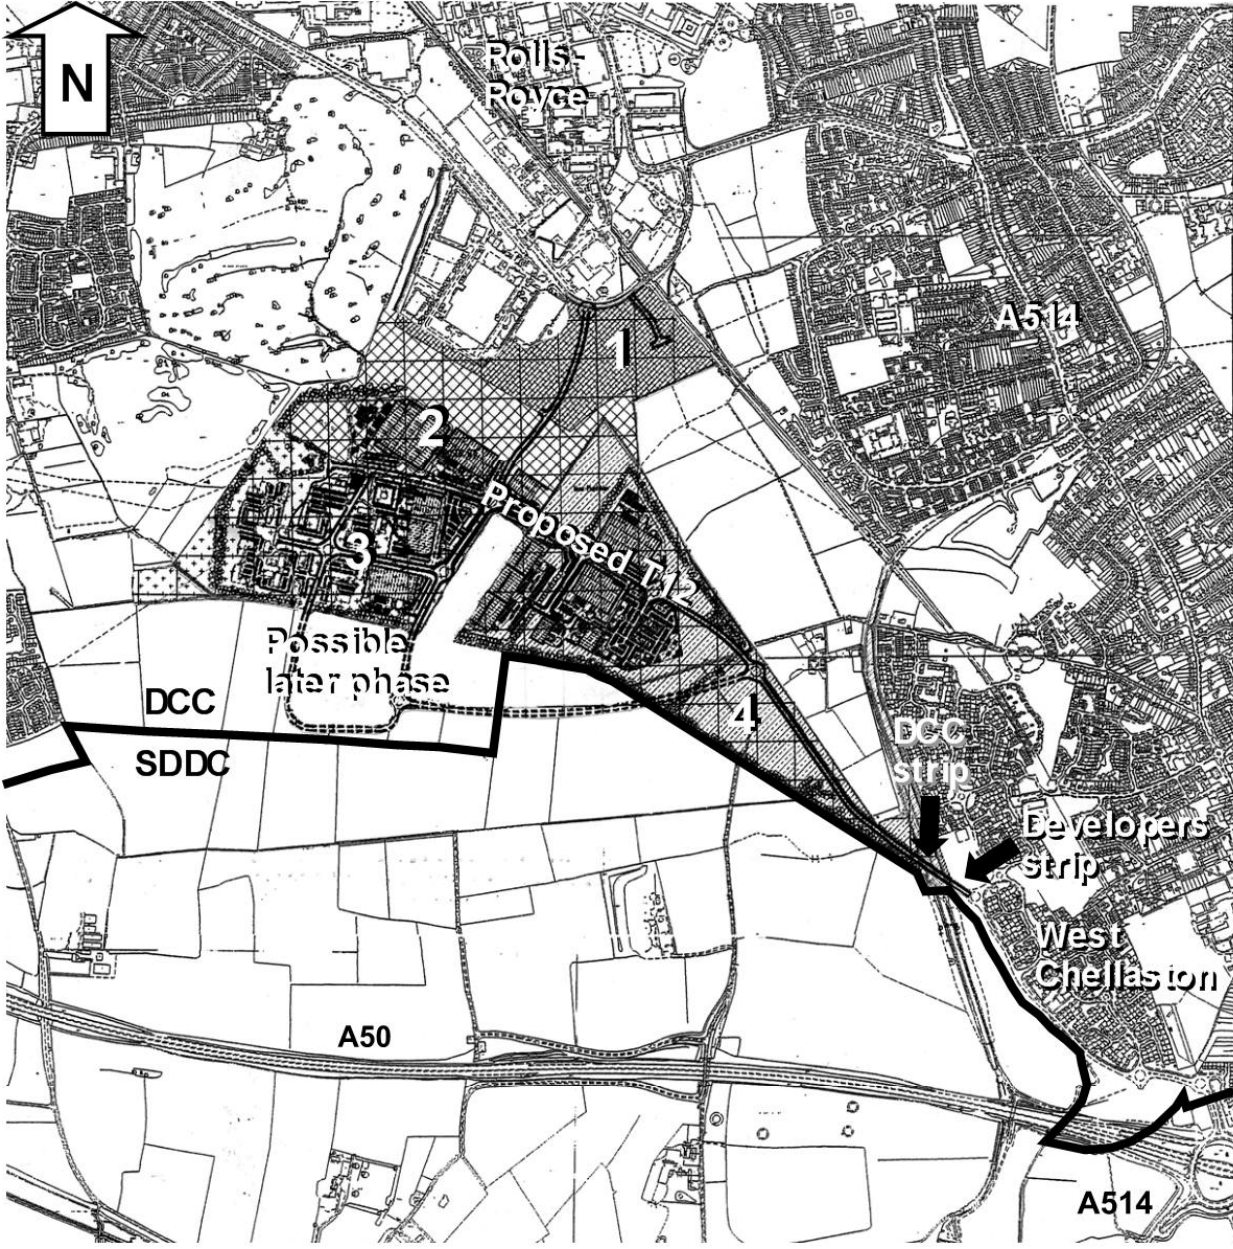 N
Rolls-
Royce
A514
1
2
Proposed T12
3
Possible
later phase
DCC
SDDC
4
DCC
strip
Developers
strip
West
Chellaston
A50
A514